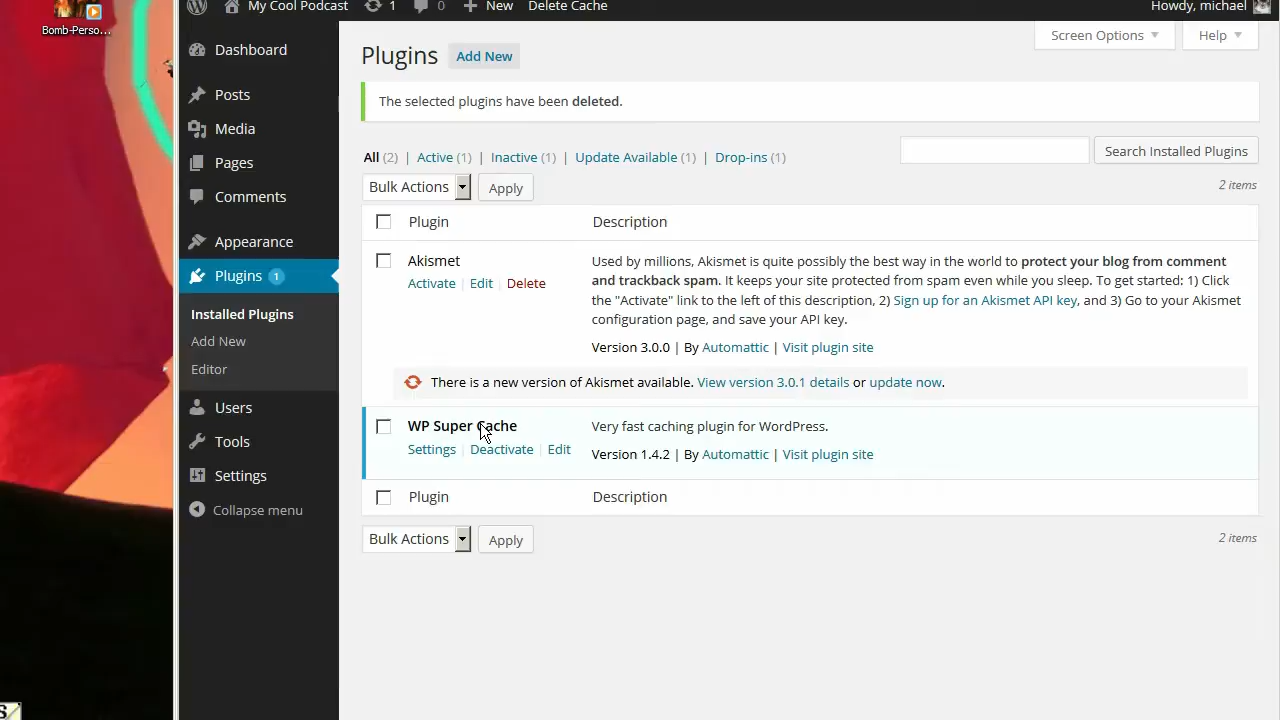 Bomb-Perso...
My Cool Podcast 1 0 New Delete Cache Howdy, michael
Screen Options Help
Dashboard
Posts
Media
Pages
Comments
Appearance
Plugins 1
Installed Plugins
Add New
Editor
Users
Tools
Settings
Collapse menu
Plugins Add New
The selected plugins have been deleted.
All (2) | Active (1) | Inactive (1) | Update Available (1) | Drop-ins (1)
Search Installed Plugins
Bulk Actions Apply
2 items
Plugin Description
Akismet
Activate | Edit | Delete
Used by millions, Akismet is quite possibly the best way in the world to protect your blog from comment
and trackback spam. It keeps your site protected from spam even while you sleep. To get started: 1) Click
the "Activate" link to the left of this description, 2) Sign up for an Akismet API key, and 3) Go to your Akismet
configuration page, and save your API key.
Version 3.0.0 | By Automattic | Visit plugin site
There is a new version of Akismet available. View version 3.0.1 details or update now.
WP Super Cache
Settings | Deactivate | Edit
Very fast caching plugin for WordPress.
Version 1.4.2 | By Automattic | Visit plugin site
Plugin Description
Bulk Actions Apply
2 items